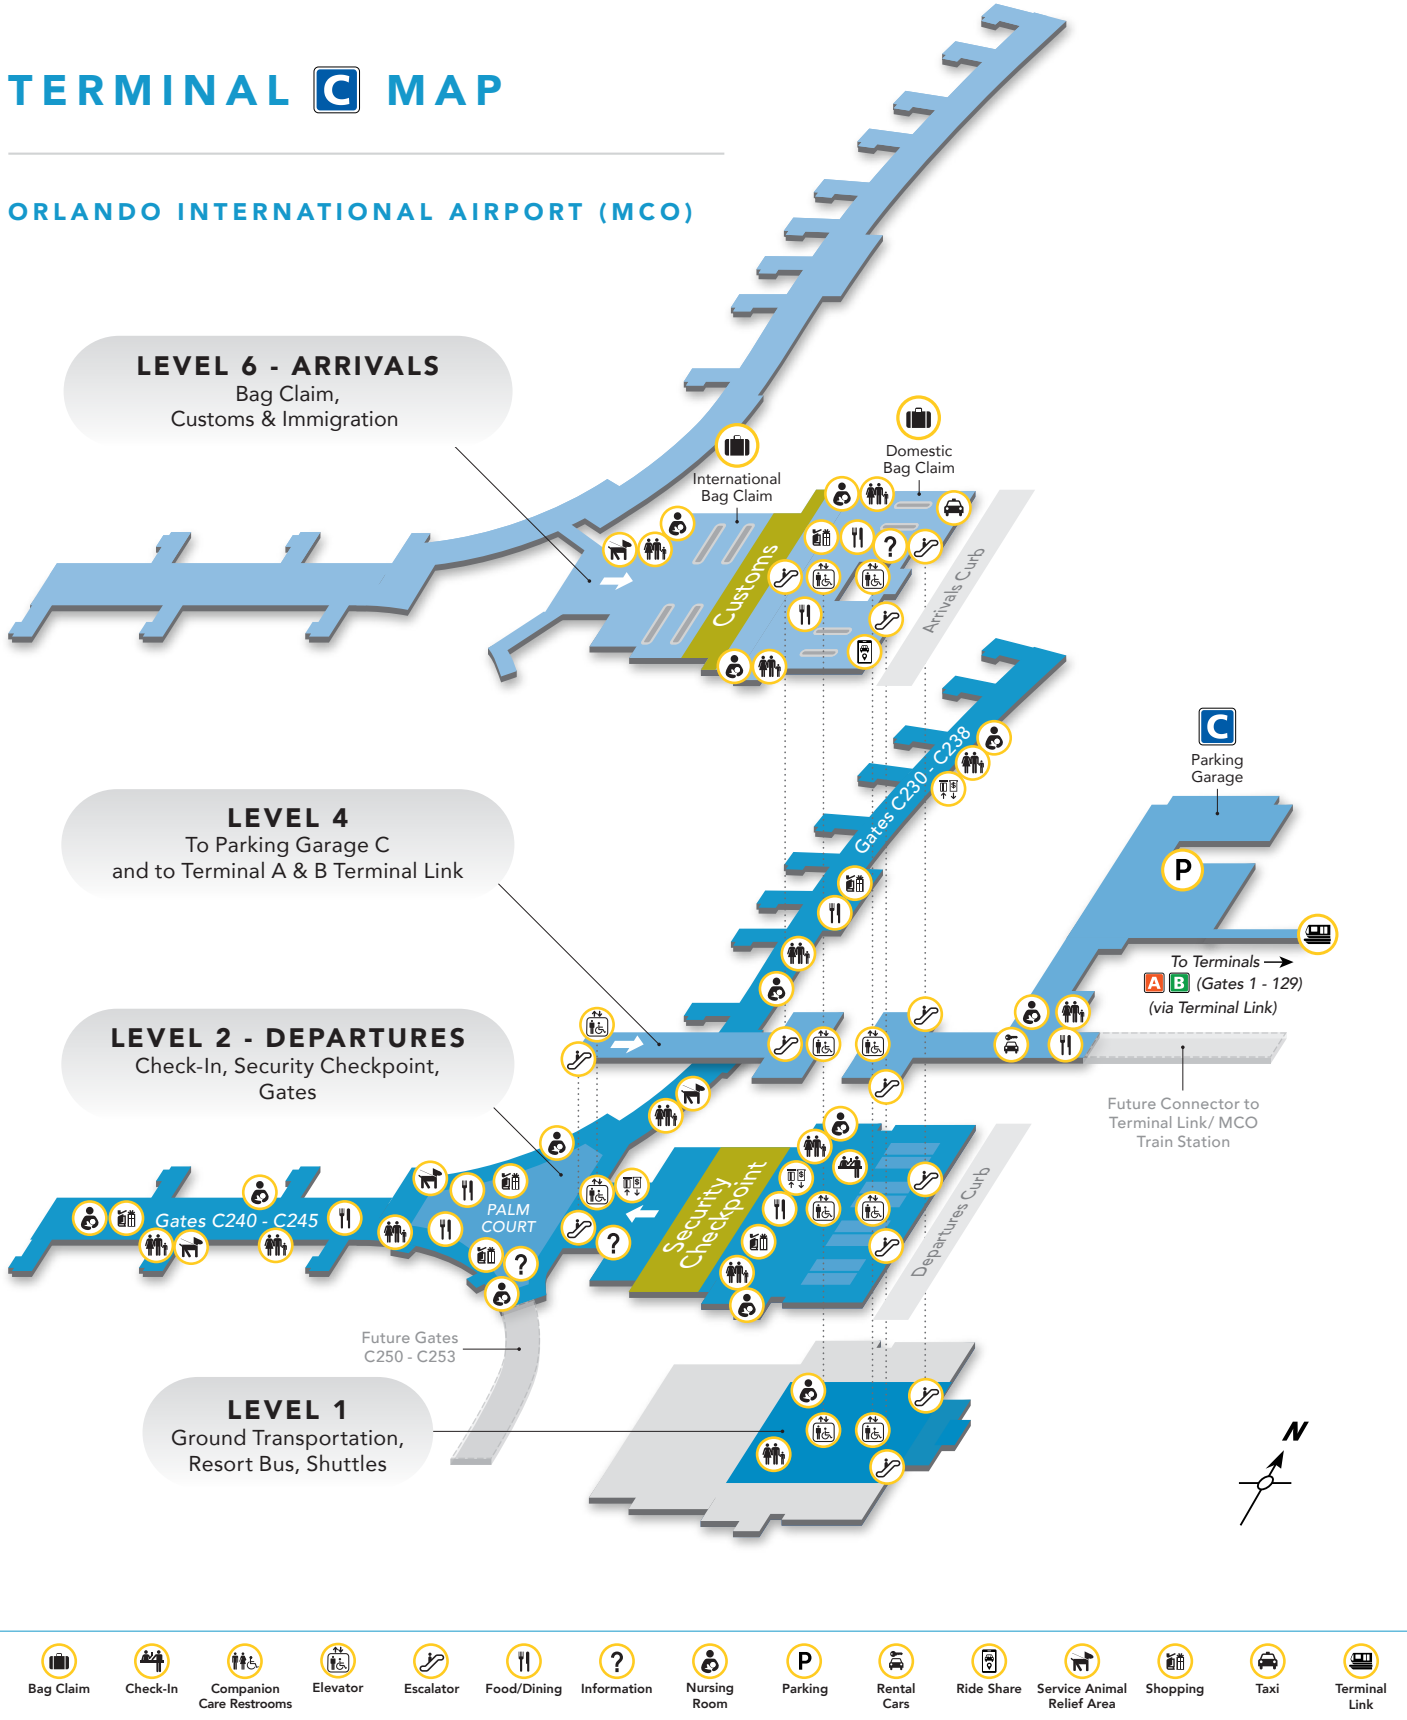 TERMINAL C MAP
ORLANDO INTERNATIONAL AIRPORT (MCO)
LEVEL 6 - ARRIVALS
Bag Claim,
Customs & Immigration
International
Bag Claim
Domestic
Bag Claim
Customs
Arrivals Curb
Gates C230 - C238
C
Parking
Garage
P
LEVEL 4
To Parking Garage C
and to Terminal A & B Terminal Link
To Terminals
A B (Gates 1 - 129)
(via Terminal Link)
LEVEL 2 - DEPARTURES
Check-In, Security Checkpoint,
Gates
Future Connector to
Terminal Link/ MCO
Train Station
Gates C240 - C245
PALM
COURT
?
?
?
Security
Checkpoint
Departures Curb
Future Gates
C250 - C253
LEVEL 1
Ground Transportation,
Resort Bus, Shuttles
N
Bag Claim
Check-In
Companion
Care Restrooms
Elevator
Escalator
Food/Dining
?
Information
Nursing
Room
P
Parking
Rental
Cars
Ride Share
Service Animal
Relief Area
Shopping
Taxi
Terminal
Link